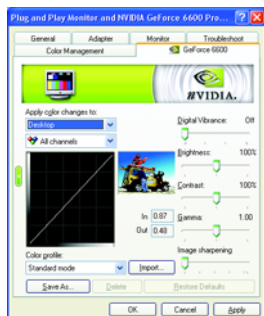 Plug and Play Monitor and NVIDIA GeForce 6600 Pro...
General Adapter Monitor Troubleshoot
Color Management GeForce 6600
NVIDIA.
Apply color changes to:
Desktop
All channels
Digital Vibrance: Off
Brightness: 100%
Contrast: 100%
In 0.87 Gamma: 1.00
Out 0.48
Image sharpening
Color profile:
Standard mode Import...
Save As... Delete Restore Defaults
OK Cancel Apply